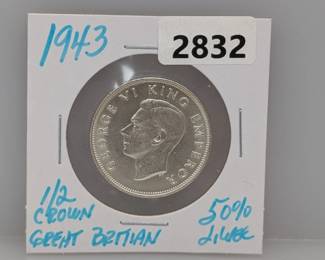 1943
2832
GEORGE VI KING EMPEROR
1/2
CROWN
GREAT BRITIAN
50%
SILVER